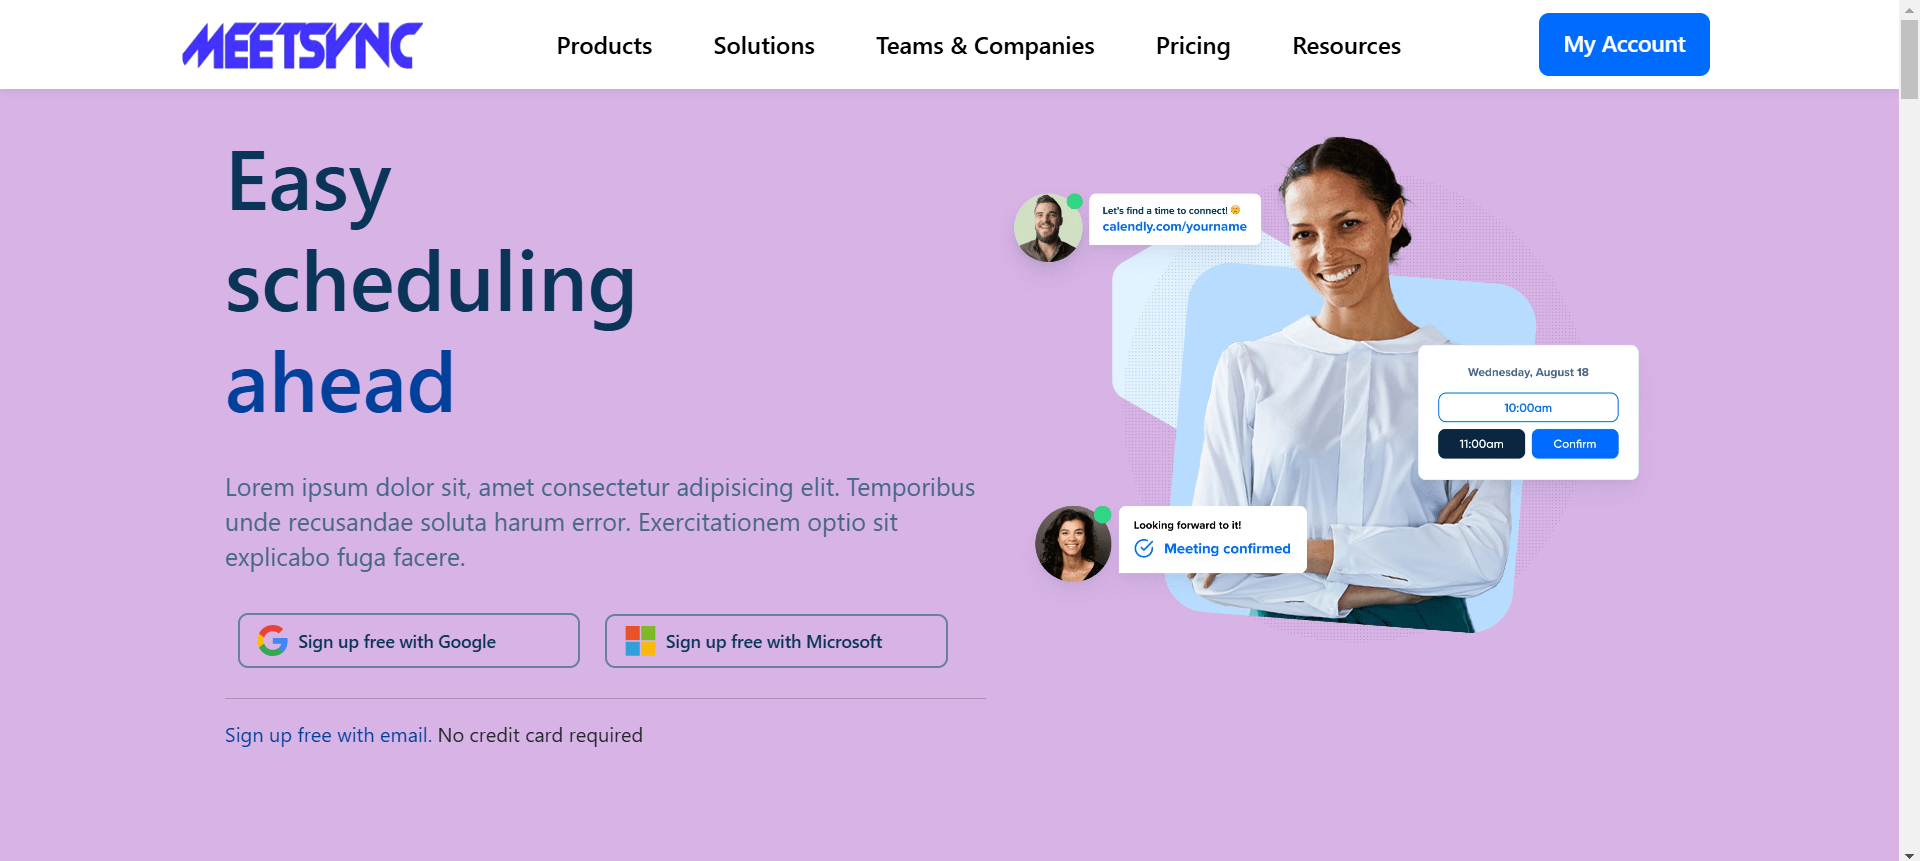 MEETSYNC
Products
Solutions
Teams & Companies
Pricing
Resources
My Account
Easy
scheduling
ahead
Lorem ipsum dolor sit, amet consectetur adipisicing elit. Temporibus
unde recusandae soluta harum error. Exercitationem optio sit
explicabo fuga facere.
Sign up free with Google
Sign up free with Microsoft
Sign up free with email. No credit card required
Let's find a time to connect! 😊
calendly.com/yourname
Wednesday, August 18
10:00am
11:00am
Confirm
Looking forward to it!
Meeting confirmed